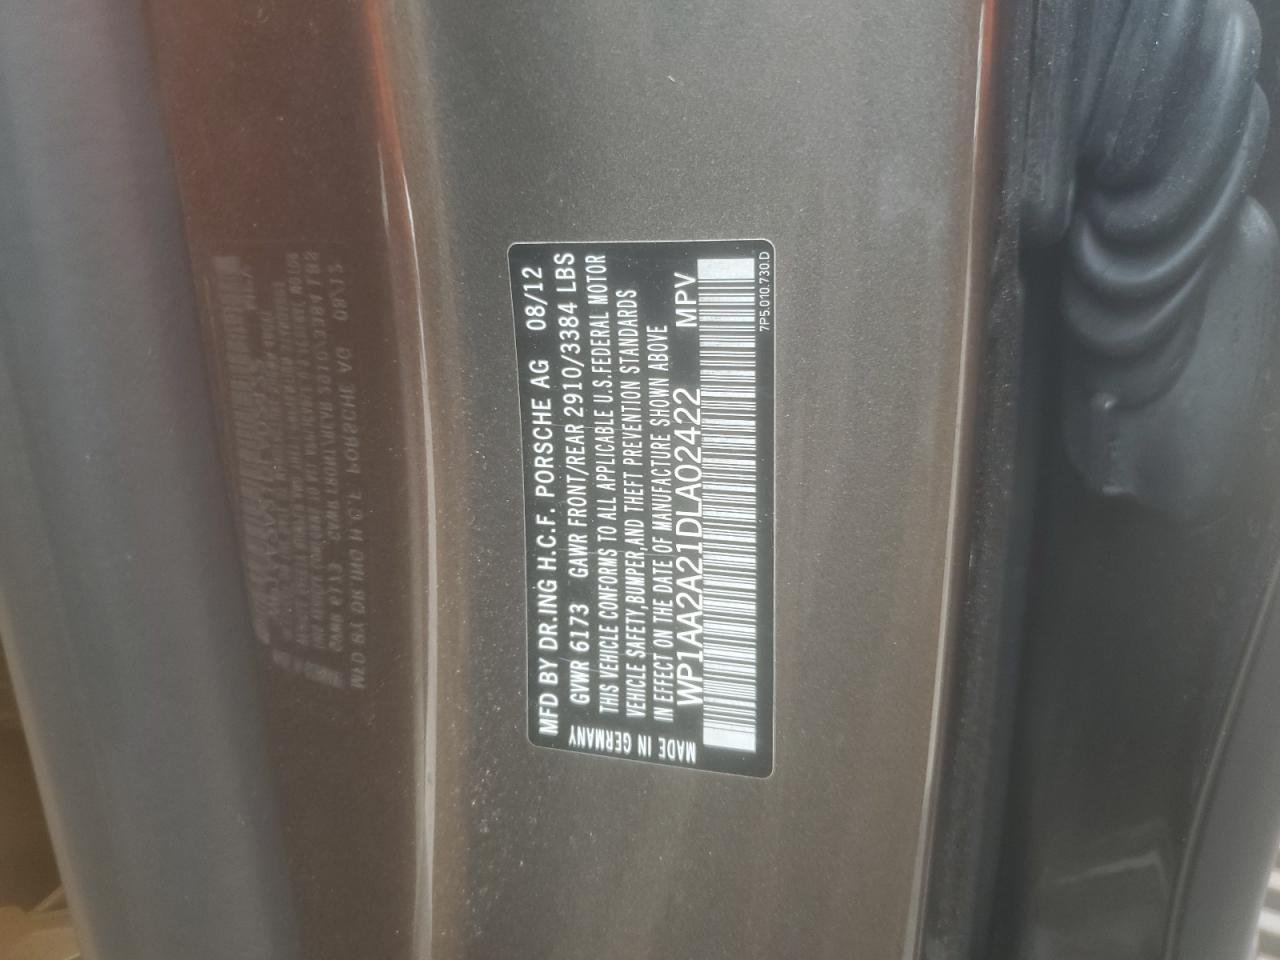 MFD BY DR.ING H.C.F. PORSCHE AG 08/12
GVWR 6173 GAWR FRONT/REAR 2910/3384 LBS
THIS VEHICLE CONFORMS TO ALL APPLICABLE U.S.FEDERAL MOTOR
VEHICLE SAFETY,BUMPER,AND THEFT PREVENTION STANDARDS
IN EFFECT ON THE DATE OF MANUFACTURE SHOWN ABOVE
WP1AA2A21DLA02422 MPV
MADE IN GERMANY
7P5.010.730.D